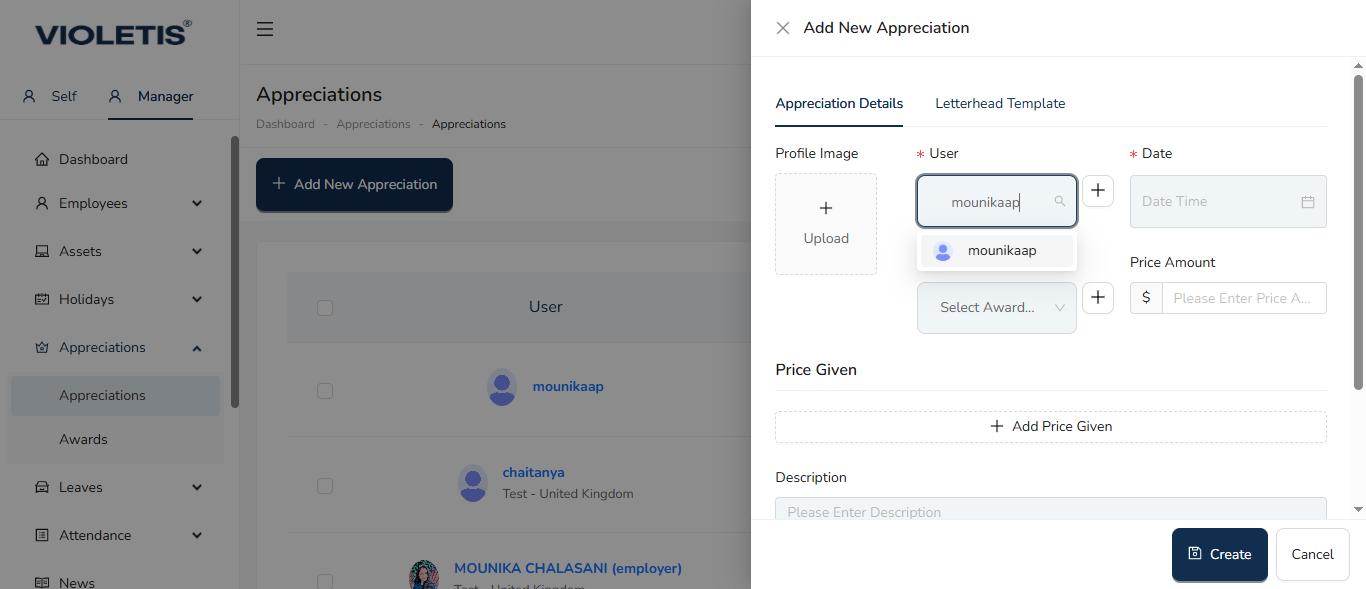 VIOLETIS®
Self
Manager
Dashboard
Employees
Assets
Holidays
Appreciations
Appreciations
Awards
Leaves
Attendance
News
Appreciations
Dashboard - Appreciations - Appreciations
Add New Appreciation
User
mounikaap
chaitanya
Test - United Kingdom
MOUNIKA CHALASANI (employer)
Test - United Kingdom
Add New Appreciation
Appreciation Details
Letterhead Template
Profile Image
* User
* Date
Upload
mounikaap
Date Time
mounikaap
Price Amount
Select Award...
$
Please Enter Price A...
Price Given
Add Price Given
Description
Please Enter Description
Create
Cancel